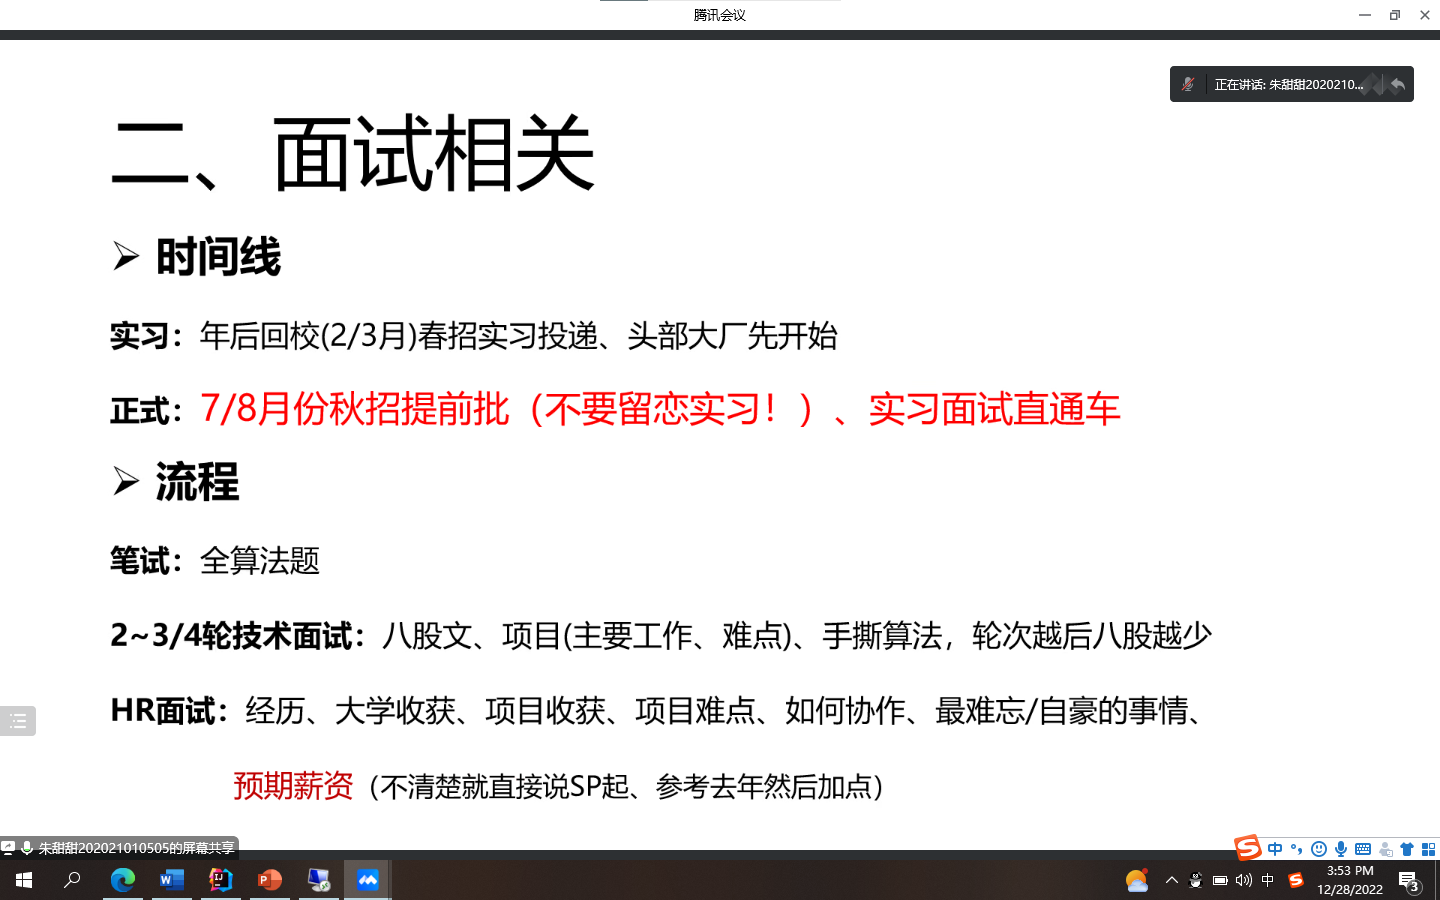 腾讯会议
正在讲话: 朱甜甜2020210...
二、面试相关
➢ 时间线
实习：年后回校(2/3月)春招实习投递、头部大厂先开始
正式：7/8月份秋招提前批（不要留恋实习！）、实习面试直通车
➢ 流程
笔试：全算法题
2~3/4轮技术面试：八股文、项目(主要工作、难点)、手撕算法，轮次越后八股越少
HR面试：经历、大学收获、项目收获、项目难点、如何协作、最难忘/自豪的事情、
预期薪资（不清楚就直接说SP起、参考去年然后加点）
朱甜甜202021010505的屏幕共享
中
中
3:53 PM
12/28/2022
3